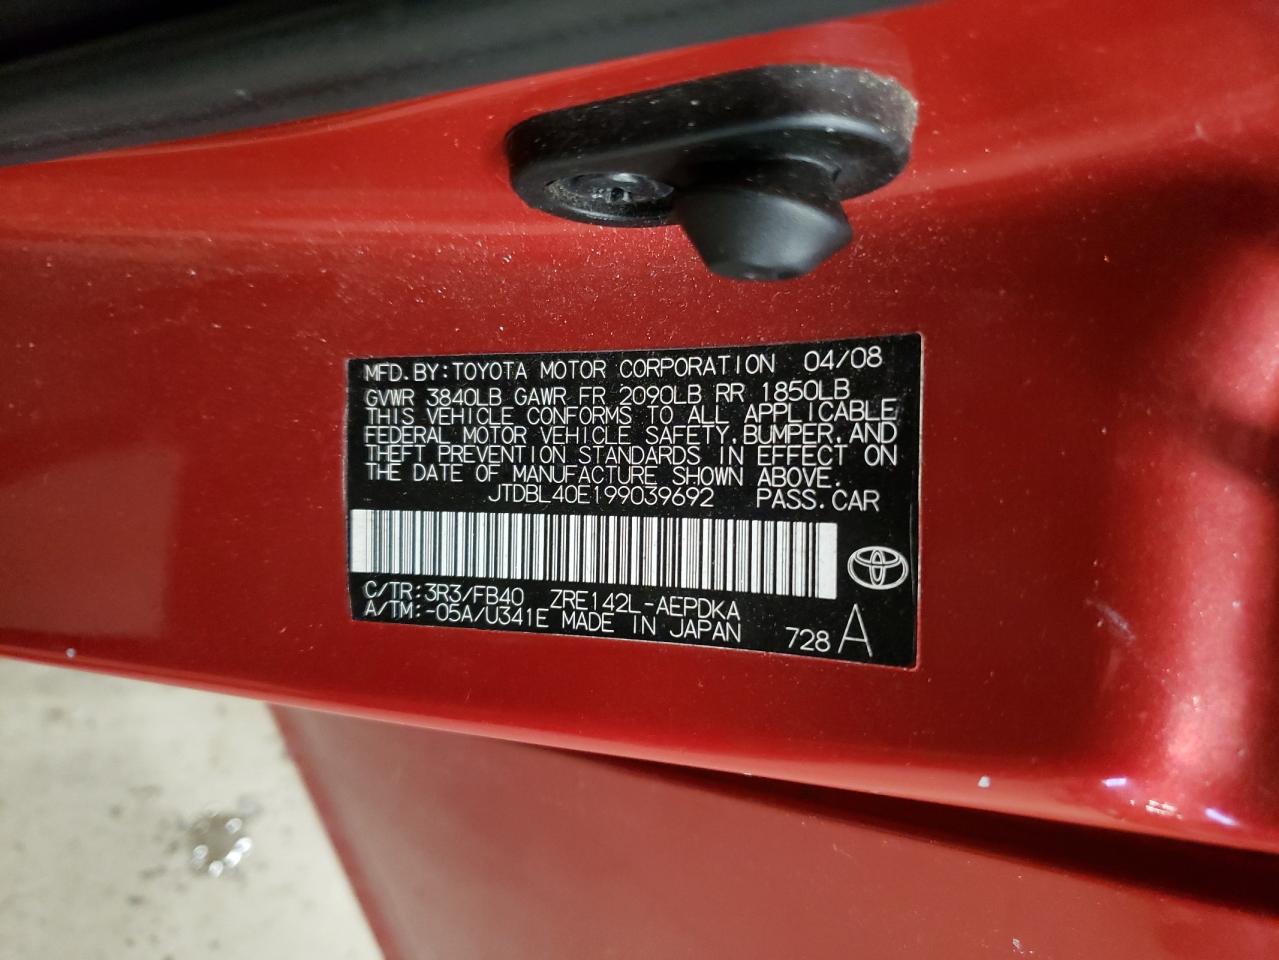 MFD.BY:TOYOTA MOTOR CORPORATION 04/08
GVWR 3840LB GAWR FR 2090LB RR 1850LB
THIS VEHICLE CONFORMS TO ALL APPLICABLE
FEDERAL MOTOR VEHICLE SAFETY,BUMPER,AND
THEFT PREVENTION STANDARDS IN EFFECT ON
THE DATE OF MANUFACTURE SHOWN ABOVE.
JTDBL40E199039692 PASS.CAR
C/TR:3R3/FB40 ZRE142L-AEPDKA
A/TM:-05A/U341E MADE IN JAPAN 728 A